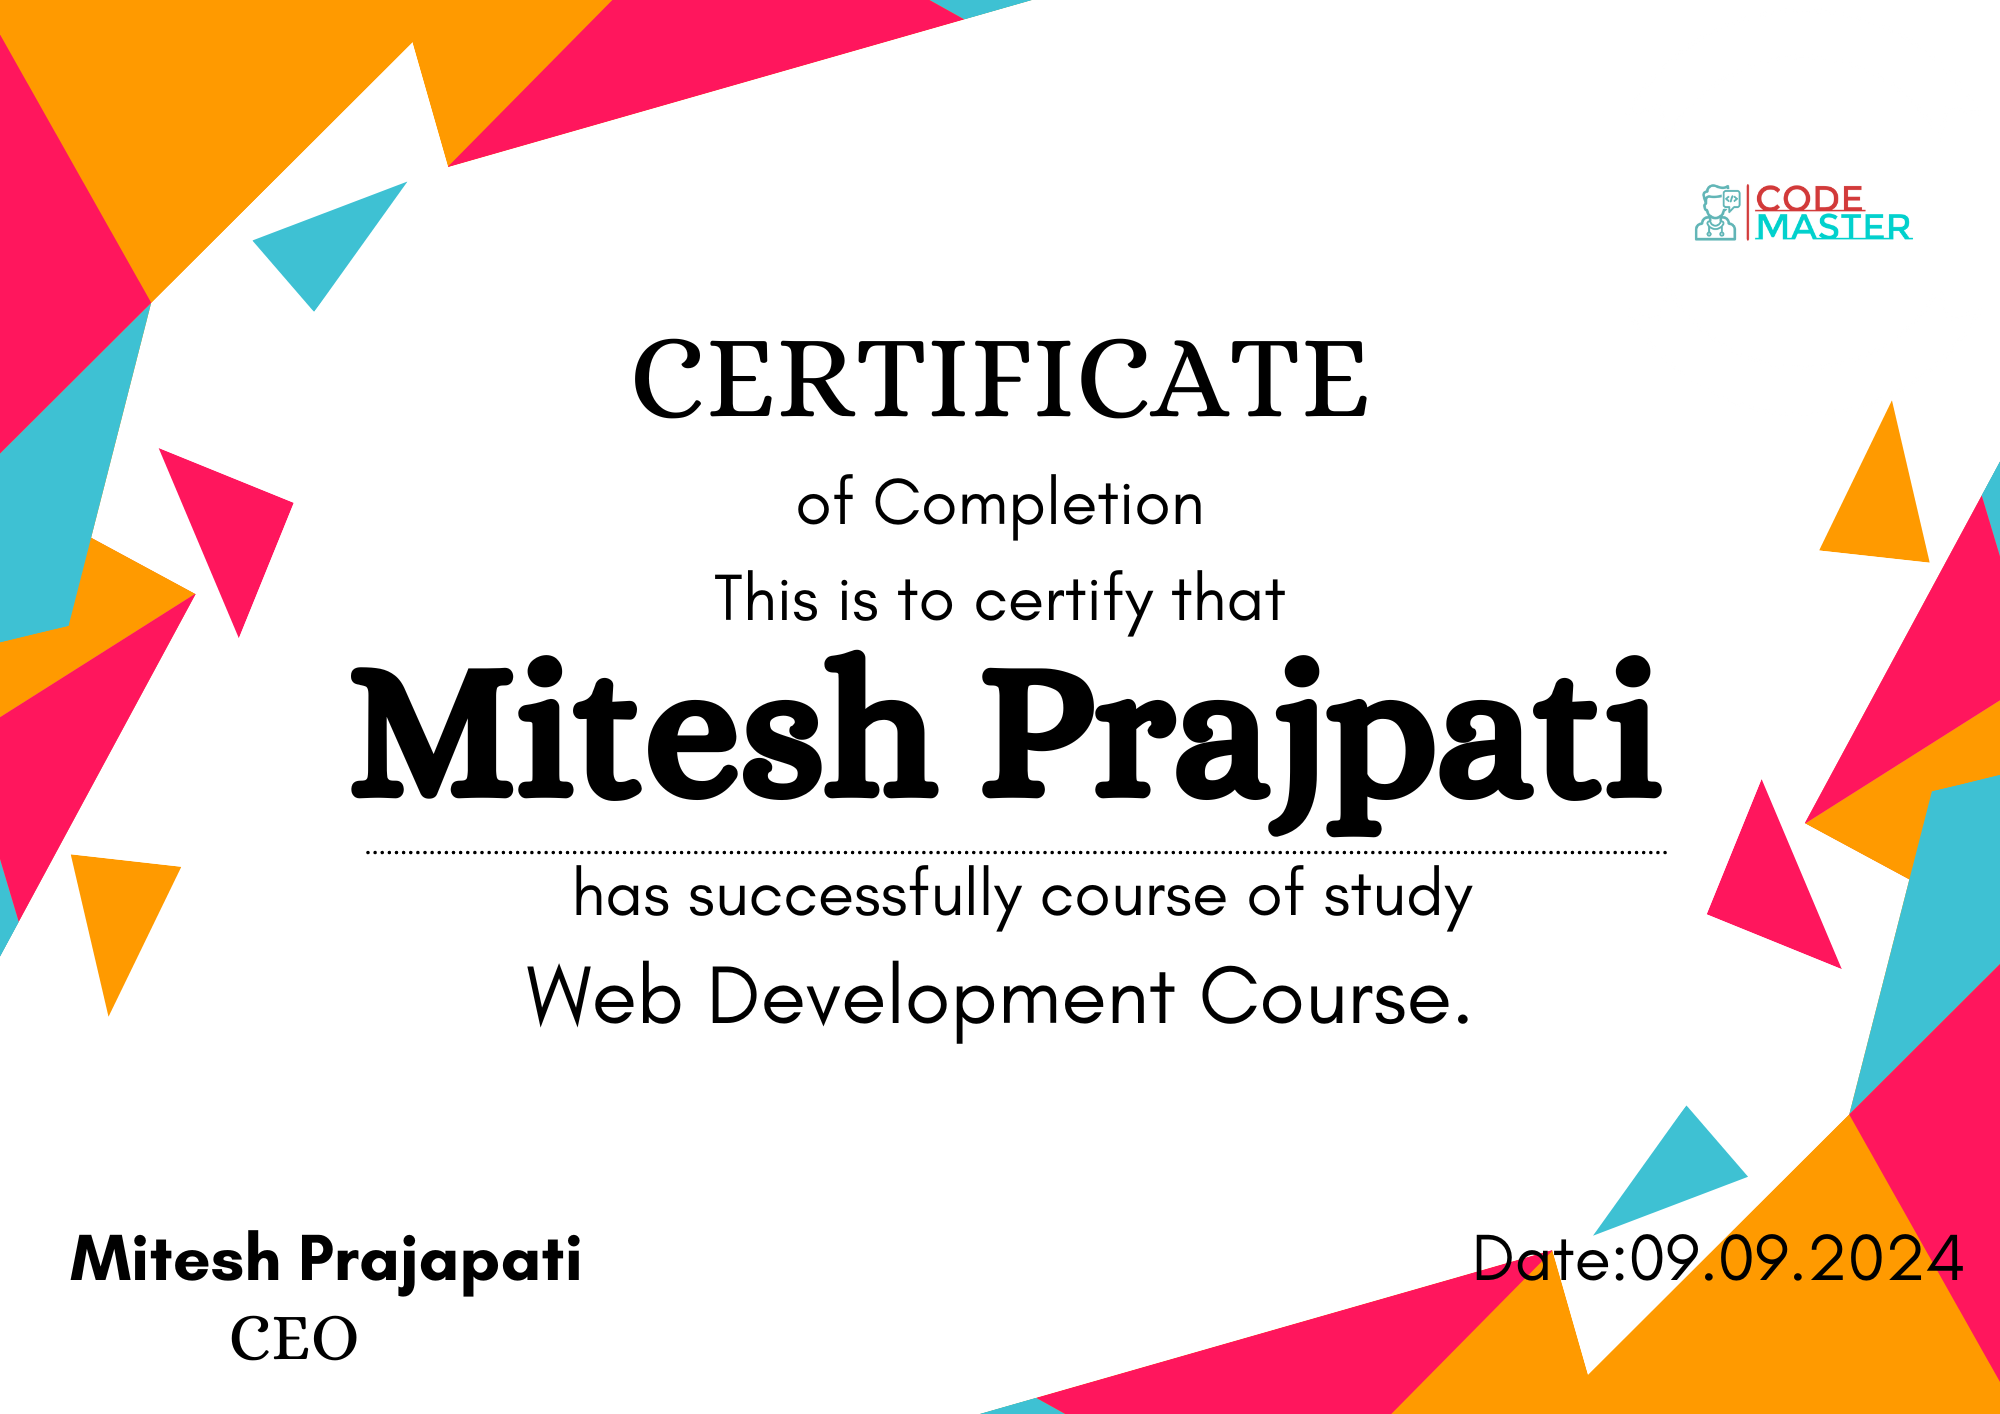 CODE
MASTER
CERTIFICATE
of Completion
This is to certify that
Mitesh Prajpati
has successfully course of study
Web Development Course.
Mitesh Prajapati
CEO
Date:09.09.2024